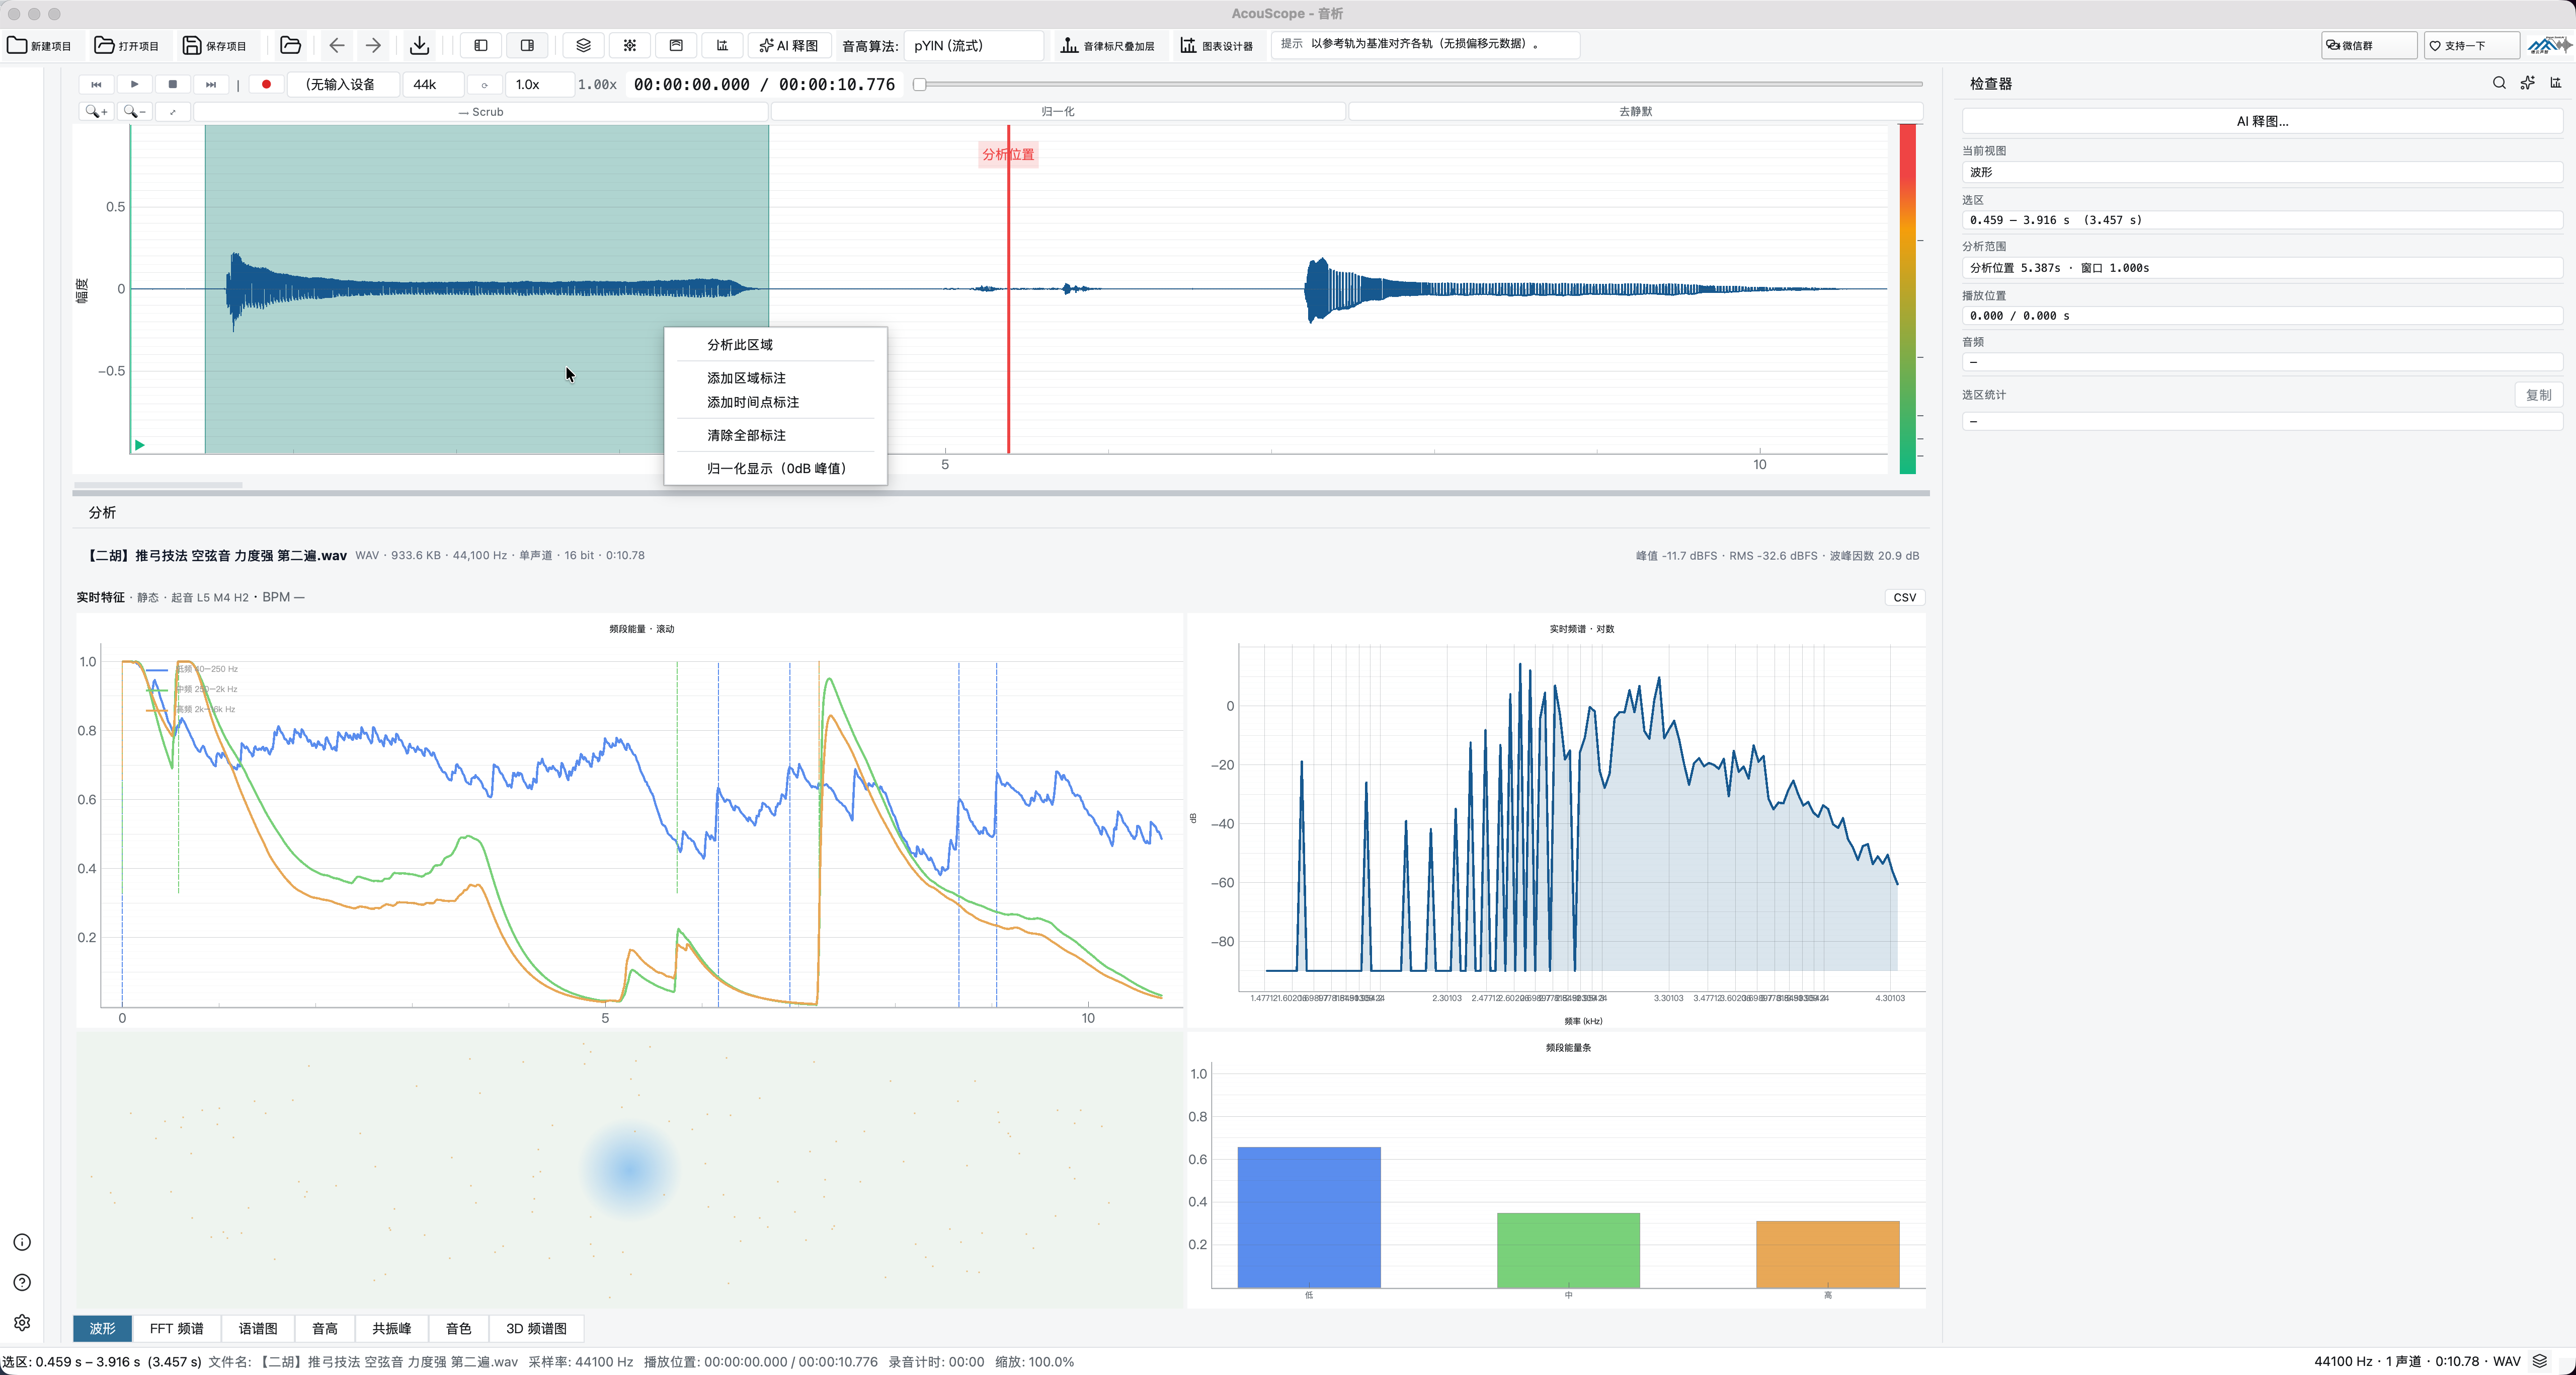 AcouScope - 音析
新建项目 打开项目 保存项目 AI 释图 音高算法: pYIN (流式) 音律标尺叠加层 图表设计器 提示 以参考轨为基准对齐各轨（无损偏移元数据）。 微信群 支持一下
(无输入设备 44k 1.0x 1.00x 00:00:00.000 / 00:00:10.776
Scrub 归一化 去静默
分析位置
0.5
0
-0.5
幅度
5 10
分析此区域
添加区域标注
添加时间点标注
清除全部标注
归一化显示（0dB 峰值）
分析
【二胡】推弓技法 空弦音 力度强 第二遍.wav WAV · 933.6 KB · 44,100 Hz · 单声道 · 16 bit · 0:10.78 峰值 -11.7 dBFS · RMS -32.6 dBFS · 波峰因数 20.9 dB
实时特征 · 静态 · 起音 L5 M4 H2 · BPM — CSV
频段能量 · 滚动
低频 40–250 Hz
中频 250–2k Hz
1.0
0.8
0.6
0.4
0.2
0 5 10
实时频谱 · 对数
0
-20
-40
-60
-80
dB
2.30103 3.30103 4.30103
频率 (kHz)
频段能量条
1.0
0.8
0.6
0.4
0.2
低 中 高
波形 FFT 频谱 语谱图 音高 共振峰 音色 3D 频谱图
检查器
AI 释图...
当前视图
波形
选区
0.459 – 3.916 s (3.457 s)
分析范围
分析位置 5.387s · 窗口 1.000s
播放位置
0.000 / 0.000 s
音频
—
选区统计 复制
—
选区: 0.459 s – 3.916 s (3.457 s) 文件名: 【二胡】推弓技法 空弦音 力度强 第二遍.wav 采样率: 44100 Hz 播放位置: 00:00:00.000 / 00:00:10.776 录音计时: 00:00 缩放: 100.0% 44100 Hz · 1 声道 · 0:10.78 · WAV